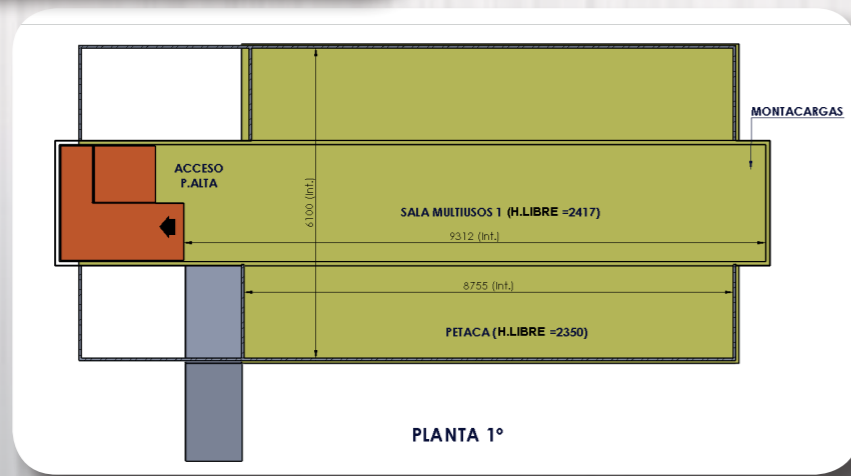 MONTACARGAS
ACCESO
P.ALTA
6100 (Int.)
SALA MULTIUSOS 1 (H.LIBRE =2417)
9312 (Int.)
8755 (Int.)
PETACA (H.LIBRE =2350)
PLANTA 1º